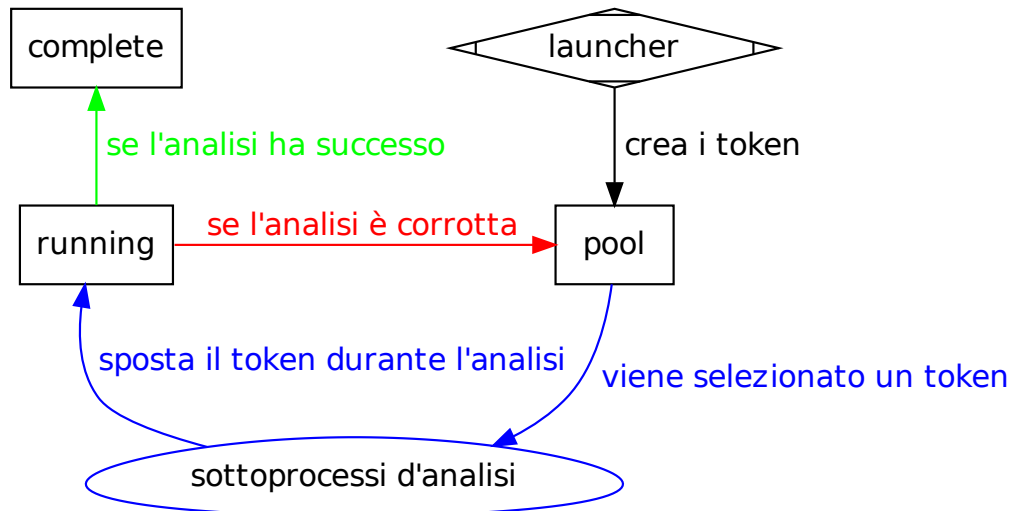 complete
launcher
se l'analisi ha successo
crea i token
running
se l'analisi è corrotta
pool
sposta il token durante l'analisi
viene selezionato un token
sottoprocessi d'analisi